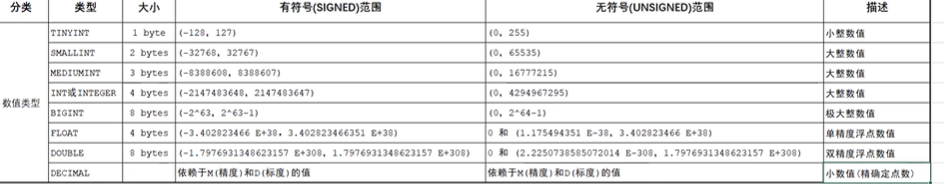 分类 类型 大小 有符号(SIGNED)范围 无符号(UNSIGNED)范围 描述
TINYINT 1 byte (-128, 127) (0, 255) 小整数值
SMALLINT 2 bytes (-32768, 32767) (0, 65535) 大整数值
MEDIUMINT 3 bytes (-8388608, 8388607) (0, 16777215) 大整数值
数值类型 INT或INTEGER 4 bytes (-2147483648, 2147483647) (0, 4294967295) 大整数值
BIGINT 8 bytes (-2^63, 2^63-1) (0, 2^64-1) 极大整数值
FLOAT 4 bytes (-3.402823466 E+38, 3.402823466351 E+38) 0 和 (1.175494351 E-38, 3.402823466 E+38) 单精度浮点数值
DOUBLE 8 bytes (-1.7976931348623157 E+308, 1.7976931348623157 E+308) 0 和 (2.2250738585072014 E-308, 1.7976931348623157 E+308) 双精度浮点数值
DECIMAL 依赖于M(精度)和D(标度)的值 依赖于M(精度)和D(标度)的值 小数值(精确定点数)